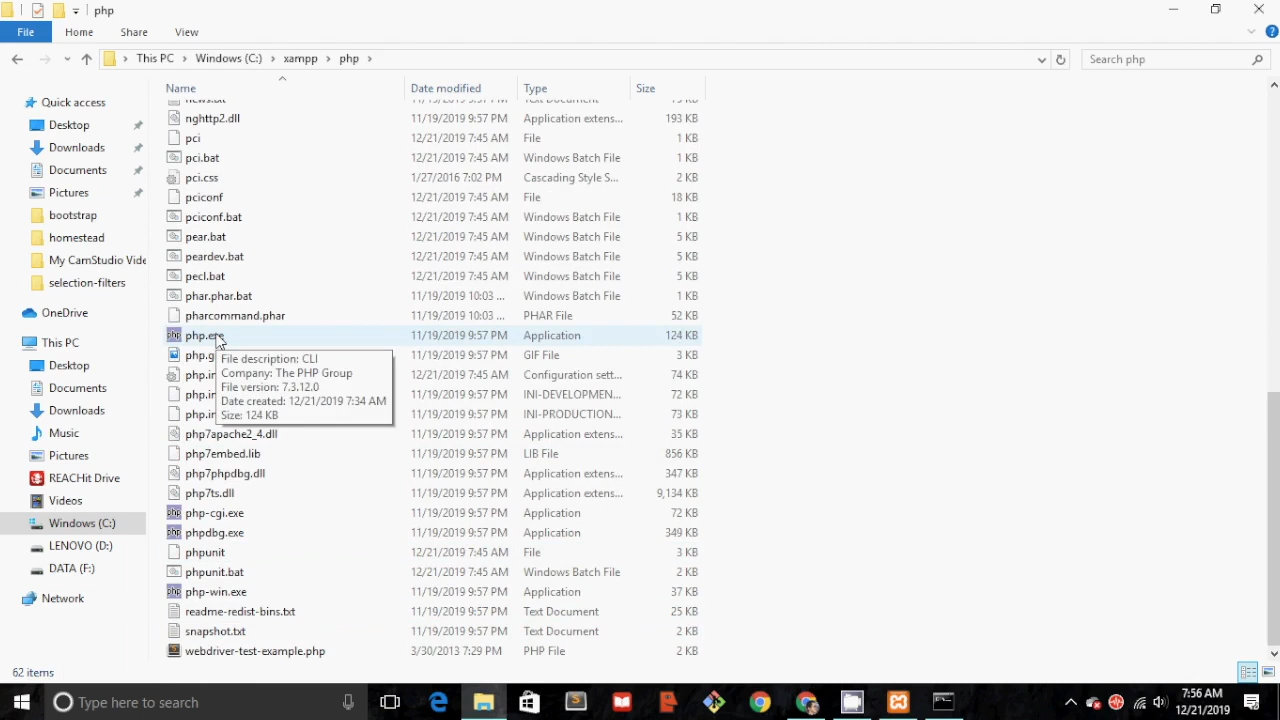 php
File Home Share View
This PC Windows (C:) xampp php Search php
Name Date modified Type Size
Quick access
Desktop
Downloads
Documents
Pictures
bootstrap
homestead
My CamStudio Vide
selection-filters
OneDrive
This PC
Desktop
Documents
Downloads
Music
Pictures
REACHit Drive
Videos
Windows (C:)
LENOVO (D:)
DATA (F:)
Network
nghttp2.dll 11/19/2019 9:57 PM Application extens... 193 KB
pci 12/21/2019 7:45 AM File 1 KB
pci.bat 12/21/2019 7:45 AM Windows Batch File 1 KB
pci.css 1/27/2016 7:02 PM Cascading Style S... 2 KB
pciconf 12/21/2019 7:45 AM File 18 KB
pciconf.bat 12/21/2019 7:45 AM Windows Batch File 1 KB
pear.bat 12/21/2019 7:45 AM Windows Batch File 5 KB
peardev.bat 12/21/2019 7:45 AM Windows Batch File 5 KB
pecl.bat 12/21/2019 7:45 AM Windows Batch File 5 KB
phar.phar.bat 11/19/2019 10:03 ... Windows Batch File 1 KB
pharcommand.phar 11/19/2019 10:03 ... PHAR File 52 KB
php.exe 11/19/2019 9:57 PM Application 124 KB
php.g 11/19/2019 9:57 PM GIF File 3 KB
php.in 12/21/2019 7:45 AM Configuration sett... 74 KB
php.in 11/19/2019 9:57 PM INI-DEVELOPMEN... 73 KB
php.in 11/19/2019 9:57 PM INI-PRODUCTION... 73 KB
File description: CLI
Company: The PHP Group
File version: 7.3.12.0
Date created: 12/21/2019 7:34 AM
Size: 124 KB
php7apache2_4.dll 11/19/2019 9:57 PM Application extens... 35 KB
php7embed.lib 11/19/2019 9:57 PM LIB File 856 KB
php7phpdbg.dll 11/19/2019 9:57 PM Application extens... 347 KB
php7ts.dll 11/19/2019 9:57 PM Application extens... 9,134 KB
php-cgi.exe 11/19/2019 9:57 PM Application 72 KB
phpdbg.exe 11/19/2019 9:57 PM Application 349 KB
phpunit 12/21/2019 7:45 AM File 3 KB
phpunit.bat 12/21/2019 7:45 AM Windows Batch File 2 KB
php-win.exe 11/19/2019 9:57 PM Application 37 KB
readme-redist-bins.txt 11/19/2019 9:57 PM Text Document 25 KB
snapshot.txt 11/19/2019 9:57 PM Text Document 2 KB
webdriver-test-example.php 3/30/2013 7:29 PM PHP File 2 KB
62 items
Type here to search
7:56 AM
12/21/2019